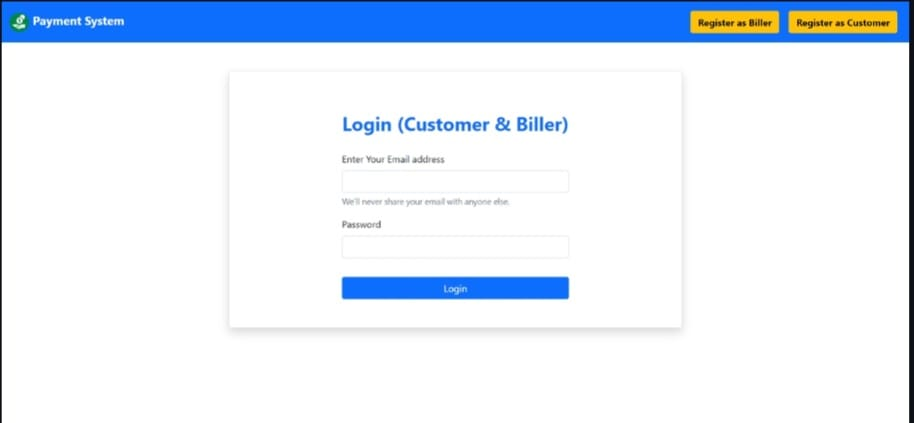 Payment System
Register as Biller
Register as Customer
Login (Customer & Biller)
Enter Your Email address
We'll never share your email with anyone else.
Password
Login